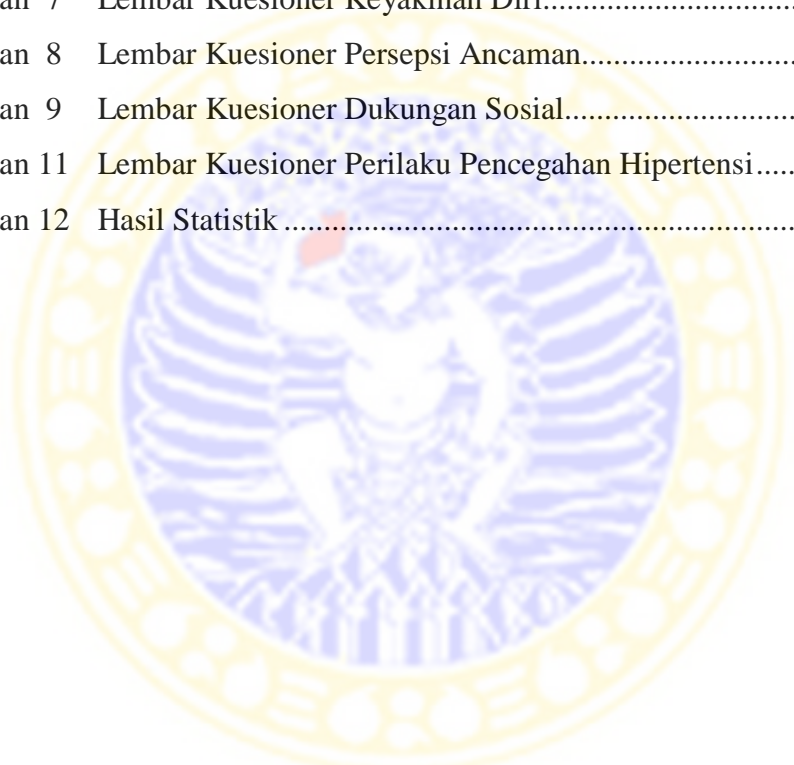 an 7 Lembar Kuesioner Keyakinan Diri..............................
an 8 Lembar Kuesioner Persepsi Ancaman..........................
an 9 Lembar Kuesioner Dukungan Sosial............................
an 11 Lembar Kuesioner Perilaku Pencegahan Hipertensi.....
an 12 Hasil Statistik................................................................